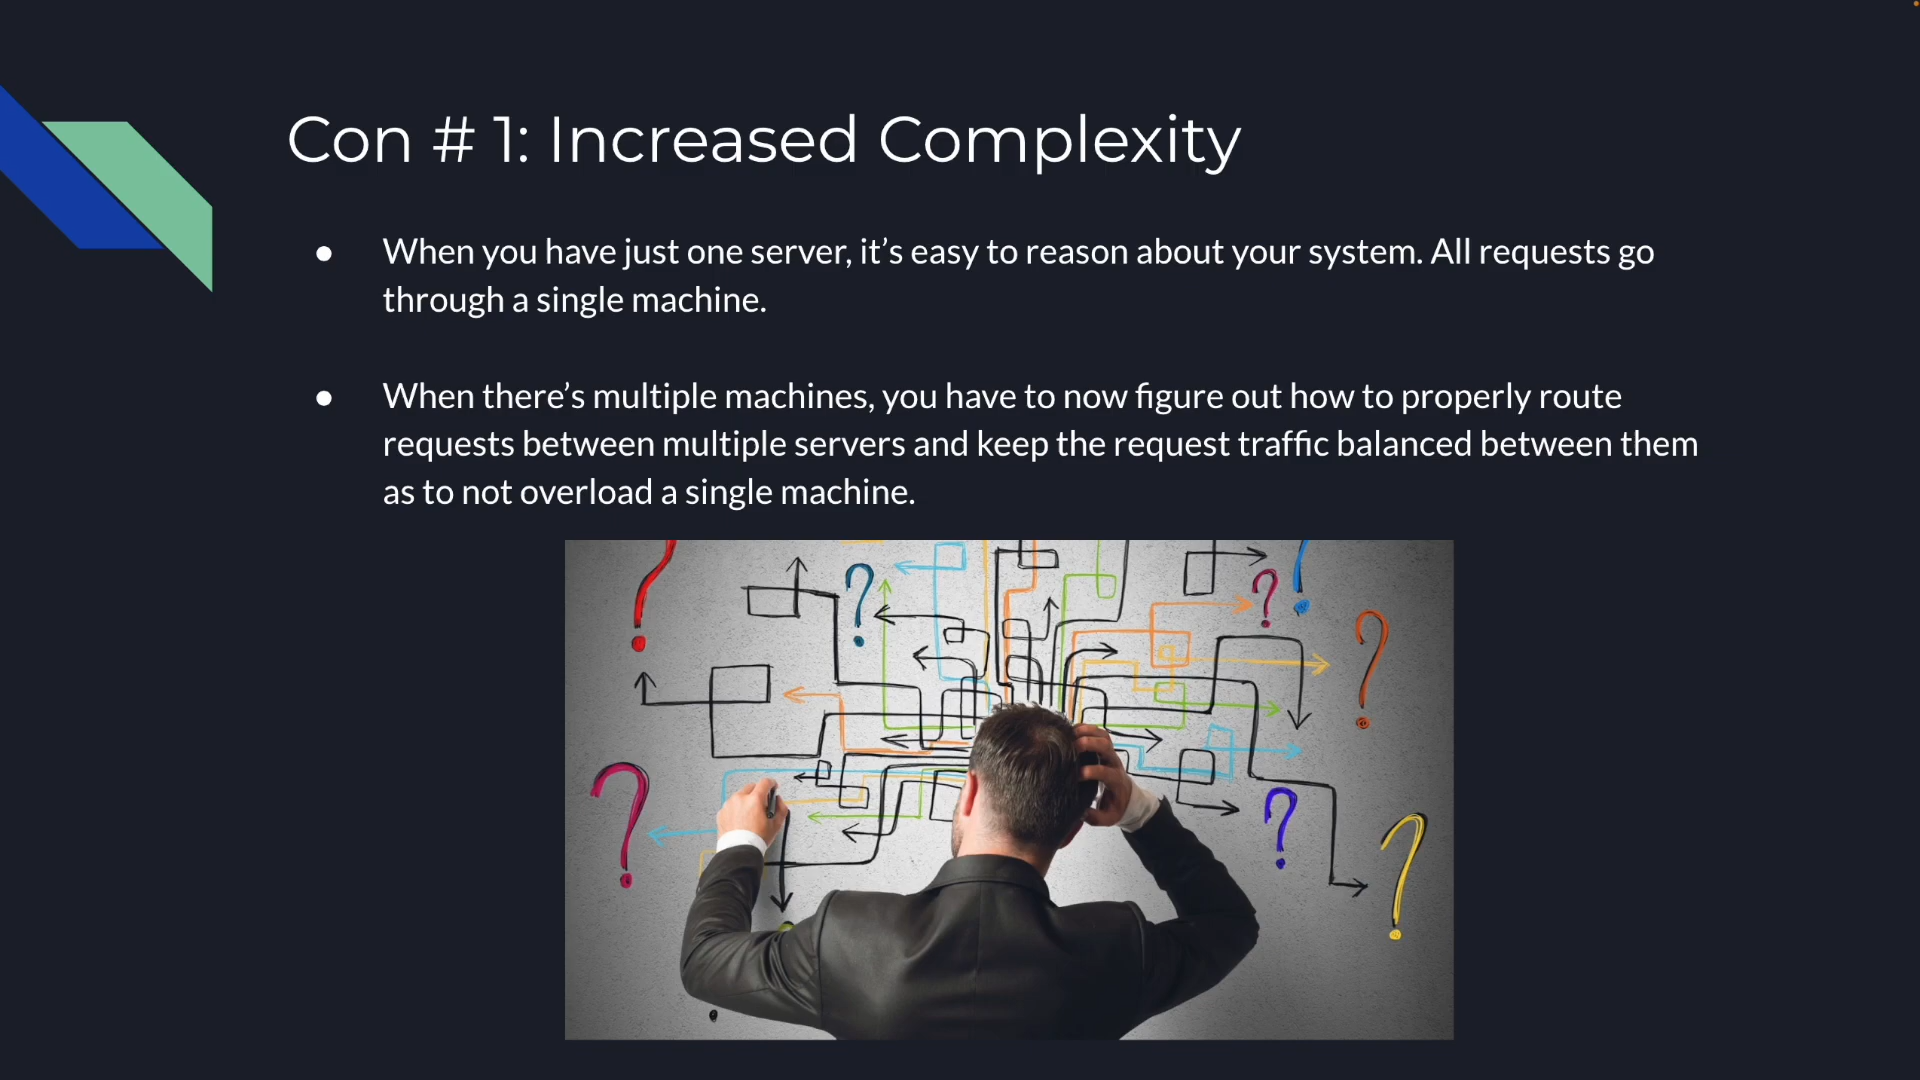 Con # 1: Increased Complexity
● When you have just one server, it’s easy to reason about your system. All requests go
through a single machine.
● When there’s multiple machines, you have to now figure out how to properly route
requests between multiple servers and keep the request traffic balanced between them
as to not overload a single machine.
? ? ? ? ?
? ? ?